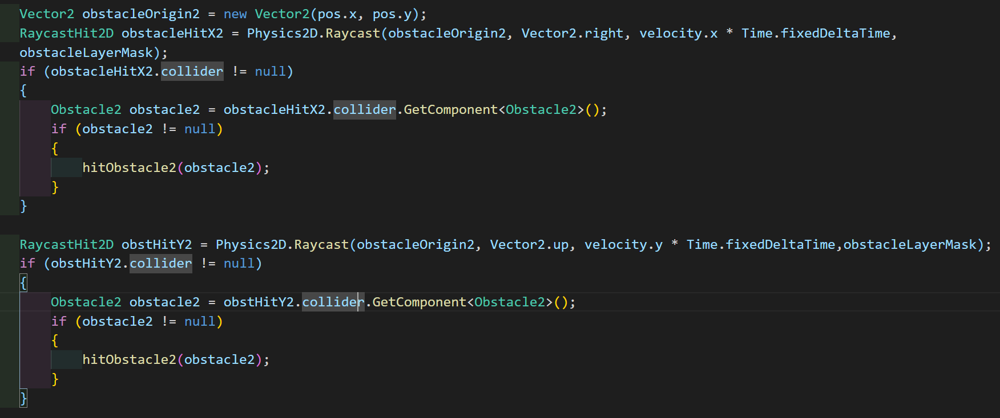 Vector2 obstacleOrigin2 = new Vector2(pos.x, pos.y);
RaycastHit2D obstacleHitX2 = Physics2D.Raycast(obstacleOrigin2, Vector2.right, velocity.x * Time.fixedDeltaTime,
obstacleLayerMask);
if (obstacleHitX2.collider != null)
{
    Obstacle2 obstacle2 = obstacleHitX2.collider.GetComponent<Obstacle2>();
    if (obstacle2 != null)
    {
        hitObstacle2(obstacle2);
    }
}

RaycastHit2D obstHitY2 = Physics2D.Raycast(obstacleOrigin2, Vector2.up, velocity.y * Time.fixedDeltaTime,obstacleLayerMask);
if (obstHitY2.collider != null)
{
    Obstacle2 obstacle2 = obstHitY2.collider.GetComponent<Obstacle2>();
    if (obstacle2 != null)
    {
        hitObstacle2(obstacle2);
    }
}